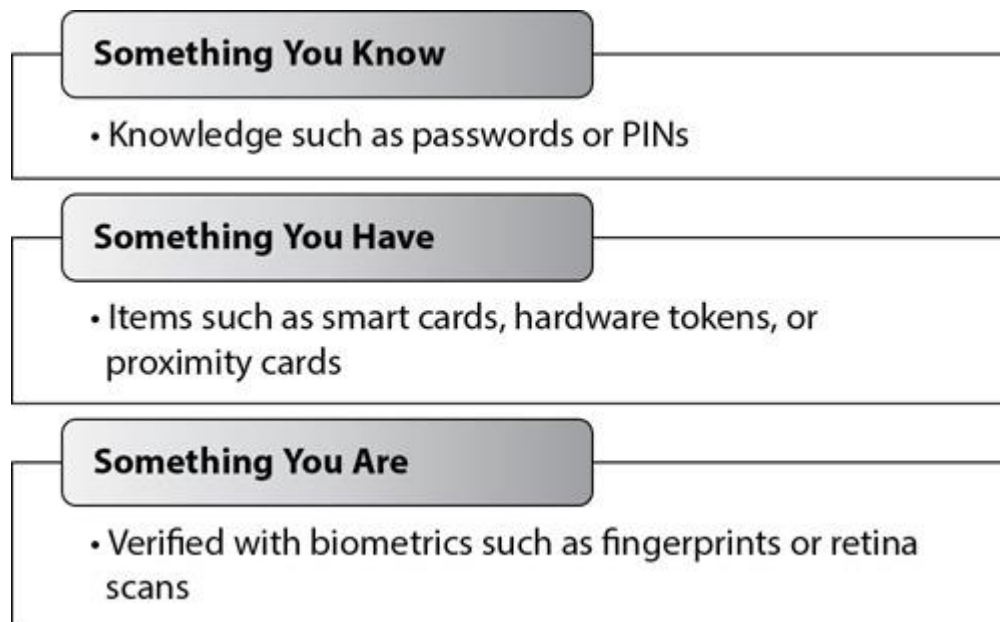 Something You Know
• Knowledge such as passwords or PINs
Something You Have
• Items such as smart cards, hardware tokens, or
proximity cards
Something You Are
• Verified with biometrics such as fingerprints or retina
scans